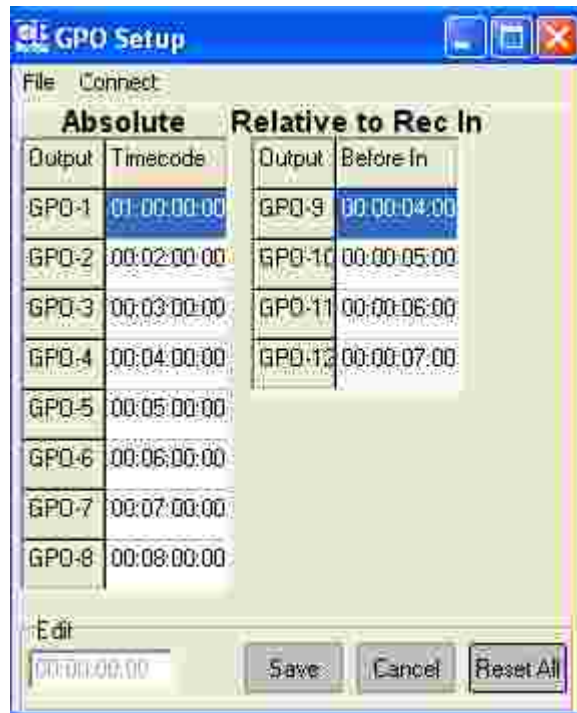 GPO Setup
File Connect
Absolute
Output Timecode
GPO-1 01:00:00:00
GPO-2 00:02:00:00
GPO-3 00:03:00:00
GPO-4 00:04:00:00
GPO-5 00:05:00:00
GPO-6 00:06:00:00
GPO-7 00:07:00:00
GPO-8 00:08:00:00
Relative to Rec In
Output Before In
GPO-9 00:00:04:00
GPO-10 00:00:05:00
GPO-11 00:00:06:00
GPO-12 00:00:07:00
Edit
00:00:00:00
Save Cancel Reset All